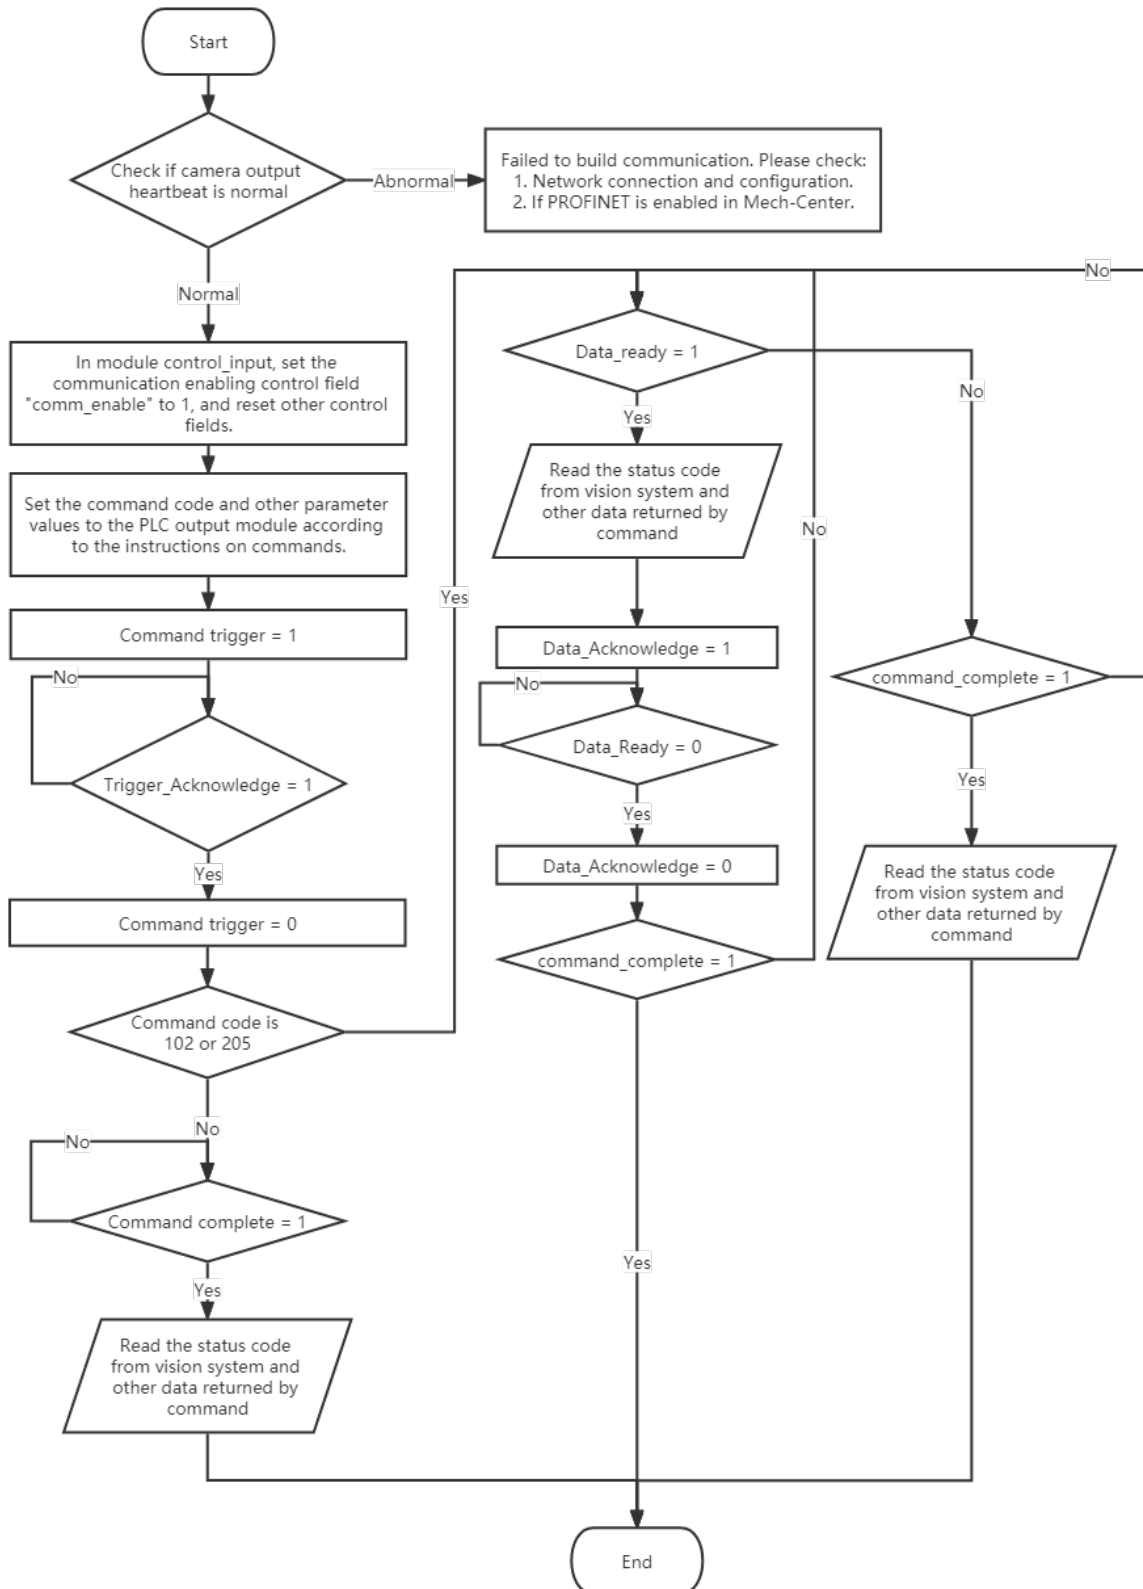 Start
Check if camera output
heartbeat is normal
Abnormal
Failed to build communication. Please check:
1. Network connection and configuration.
2. If PROFINET is enabled in Mech-Center.
Normal
In module control_input, set the
communication enabling control field
"comm_enable" to 1, and reset other control
fields.
Set the command code and other parameter
values to the PLC output module according
to the instructions on commands.
Command trigger = 1
No
Trigger_Acknowledge = 1
Yes
Command trigger = 0
Command code is
102 or 205
Yes
No
No
Command complete = 1
Yes
Read the status code
from vision system and
other data returned by
command
Data_ready = 1
Yes
Read the status code
from vision system and
other data returned by
command
Data_Acknowledge = 1
No
Data_Ready = 0
Yes
Data_Acknowledge = 0
command_complete = 1
No
Yes
No
command_complete = 1
No
Yes
Read the status code
from vision system and
other data returned by
command
End